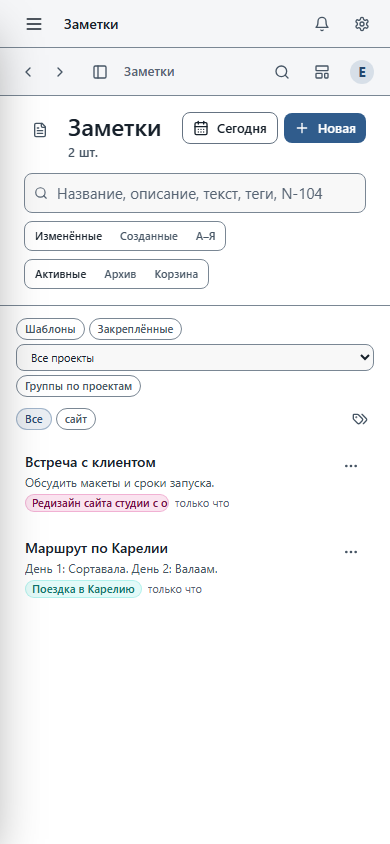 Заметки
Заметки
E
Заметки
2 шт.
Сегодня
Новая
Название, описание, текст, теги, N-104
Изменённые Созданные А–Я
Активные Архив Корзина
Шаблоны Закреплённые
Все проекты
Группы по проектам
Все сайт
Встреча с клиентом
Обсудить макеты и сроки запуска.
Редизайн сайта студии с о только что
Маршрут по Карелии
День 1: Сортавала. День 2: Валаам.
Поездка в Карелию только что